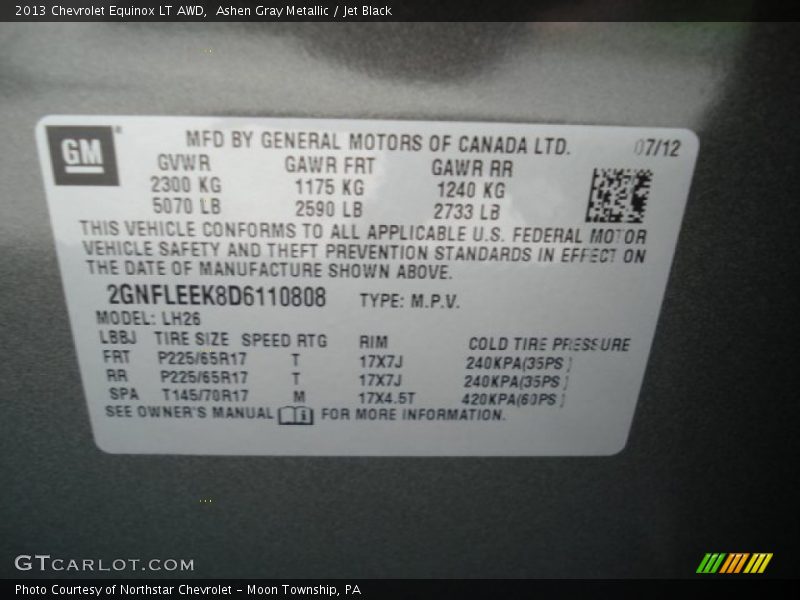 2013 Chevrolet Equinox LT AWD, Ashen Gray Metallic / Jet Black
GM
MFD BY GENERAL MOTORS OF CANADA LTD. 07/12
GVWR GAWR FRT GAWR RR
2300 KG 1175 KG 1240 KG
5070 LB 2590 LB 2733 LB
THIS VEHICLE CONFORMS TO ALL APPLICABLE U.S. FEDERAL MOTOR
VEHICLE SAFETY AND THEFT PREVENTION STANDARDS IN EFFECT ON
THE DATE OF MANUFACTURE SHOWN ABOVE.
2GNFLEEK8D6110808 TYPE: M.P.V.
MODEL: LH26
LBBJ TIRE SIZE SPEED RTG RIM COLD TIRE PRESSURE
FRT P225/65R17 T 17X7J 240KPA(35PS )
RR P225/65R17 T 17X7J 240KPA(35PS )
SPA T145/70R17 M 17X4.5T 420KPA(60PS )
SEE OWNER'S MANUAL i FOR MORE INFORMATION.
GTCARLOT.COM
Photo Courtesy of Northstar Chevrolet - Moon Township, PA